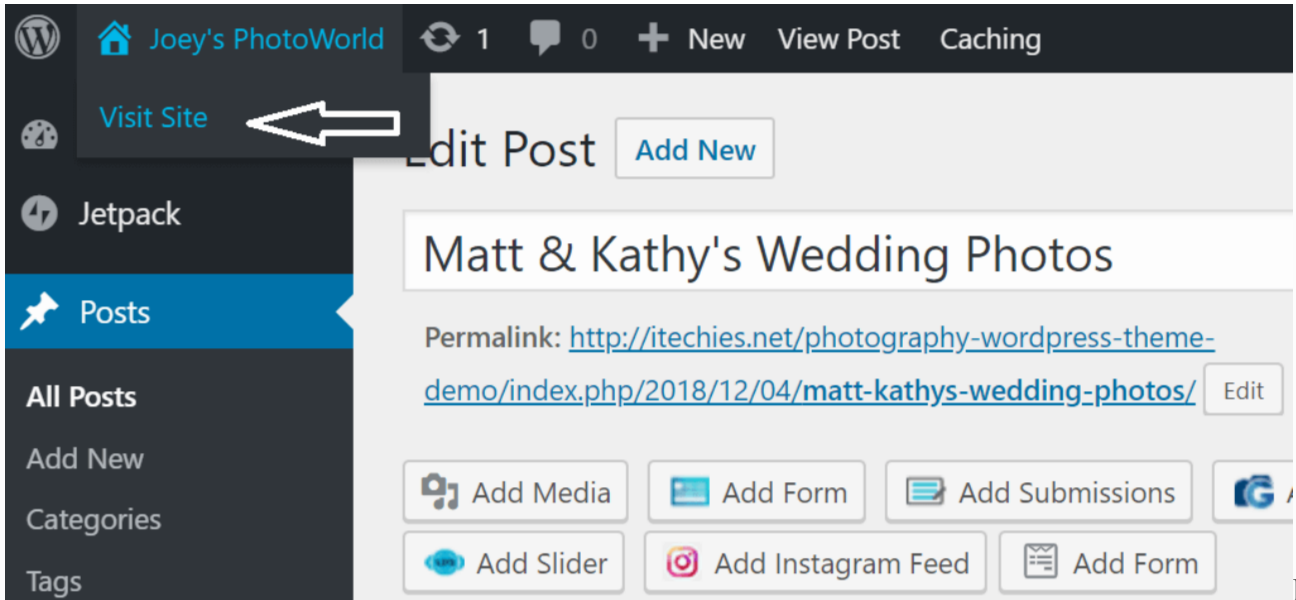 Joey's PhotoWorld 1 0 New View Post Caching
Visit Site
Edit Post Add New
Jetpack
Matt & Kathy's Wedding Photos
Posts
Permalink: http://itechies.net/photography-wordpress-theme-
demo/index.php/2018/12/04/matt-kathys-wedding-photos/ Edit
All Posts
Add New
Categories
Tags
Add Media Add Form Add Submissions
Add Slider Add Instagram Feed Add Form